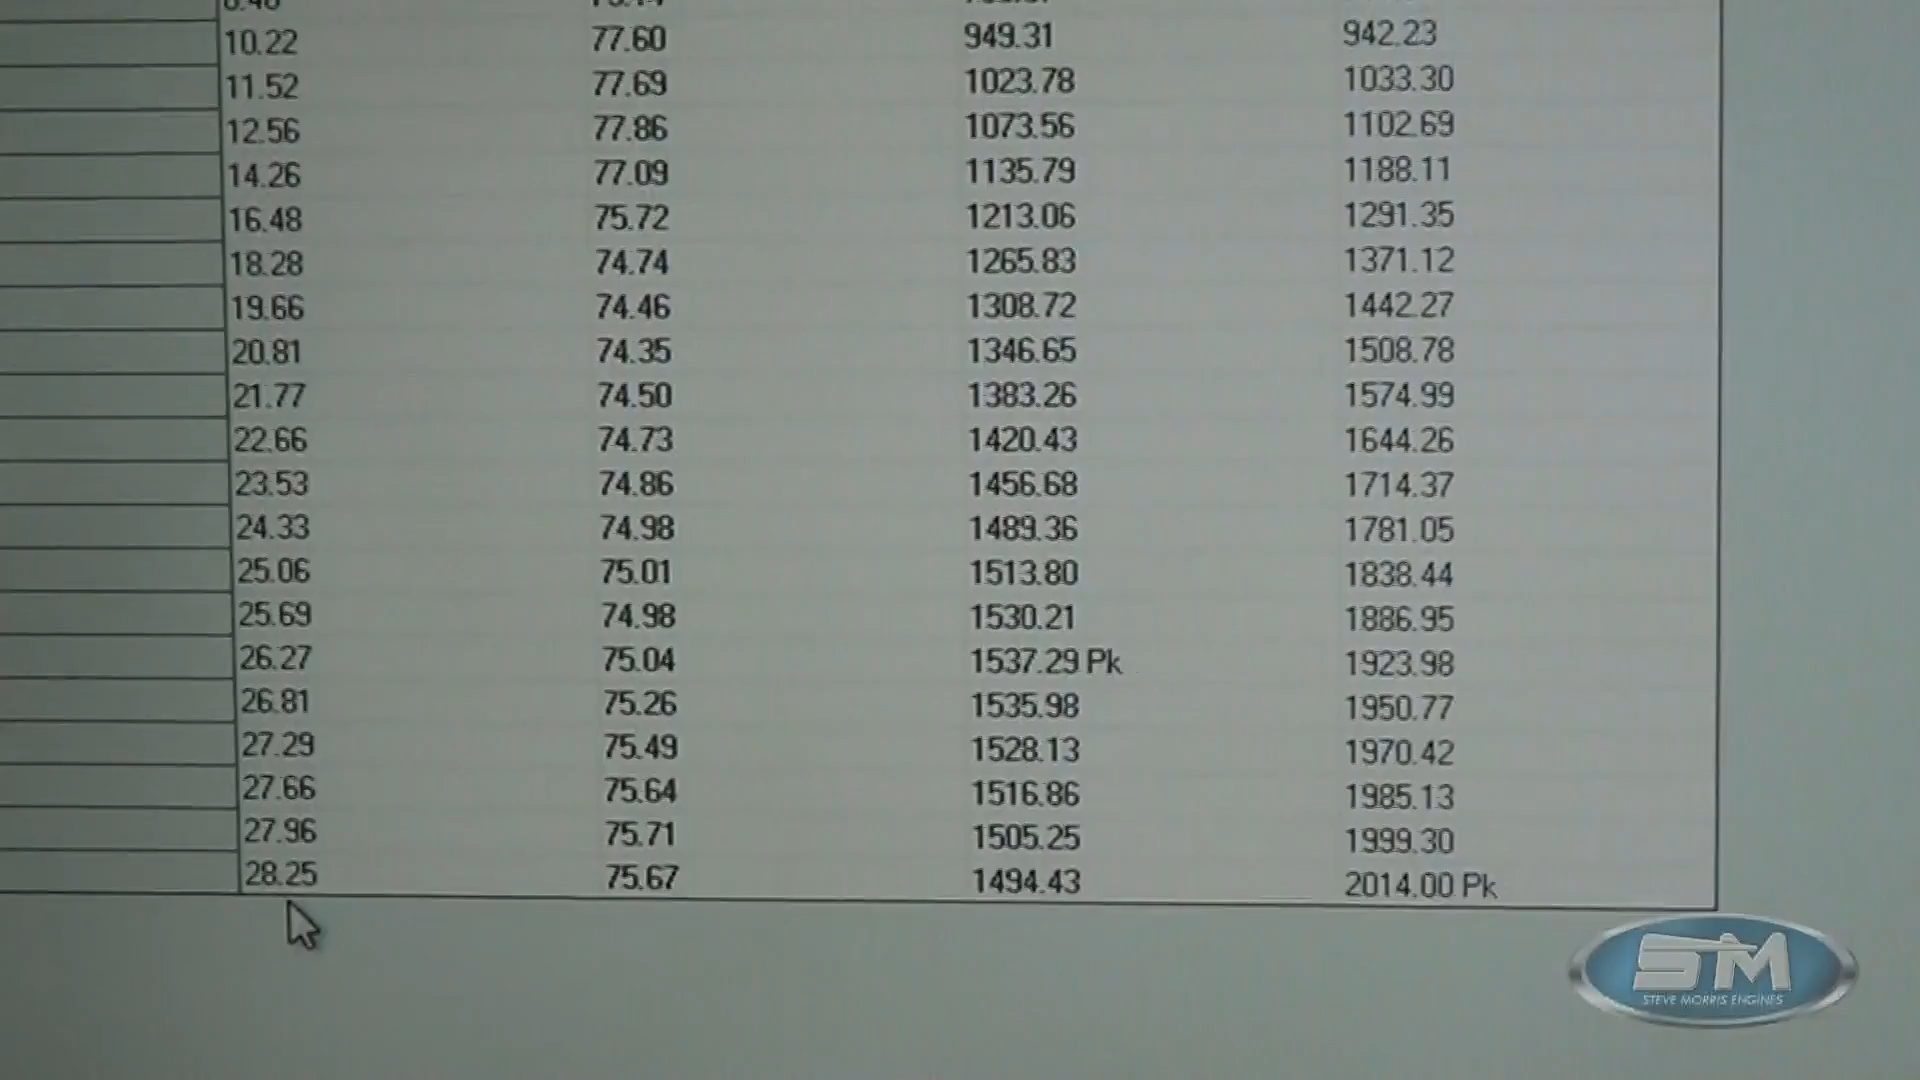 10.22 77.60 949.31 942.23
11.52 77.69 1023.78 1033.30
12.56 77.86 1073.56 1102.69
14.26 77.09 1135.79 1188.11
16.48 75.72 1213.06 1291.35
18.28 74.74 1265.83 1371.12
19.66 74.46 1308.72 1442.27
20.81 74.35 1346.65 1508.78
21.77 74.50 1383.26 1574.99
22.66 74.73 1420.43 1644.26
23.53 74.86 1456.68 1714.37
24.33 74.98 1489.36 1781.05
25.06 75.01 1513.80 1838.44
25.69 74.98 1530.21 1886.95
26.27 75.04 1537.29 Pk 1923.98
26.81 75.26 1535.98 1950.77
27.29 75.49 1528.13 1970.42
27.66 75.64 1516.86 1985.13
27.96 75.71 1505.25 1999.30
28.25 75.67 1494.43 2014.00 Pk
SM
STEVE MORRIS ENGINES